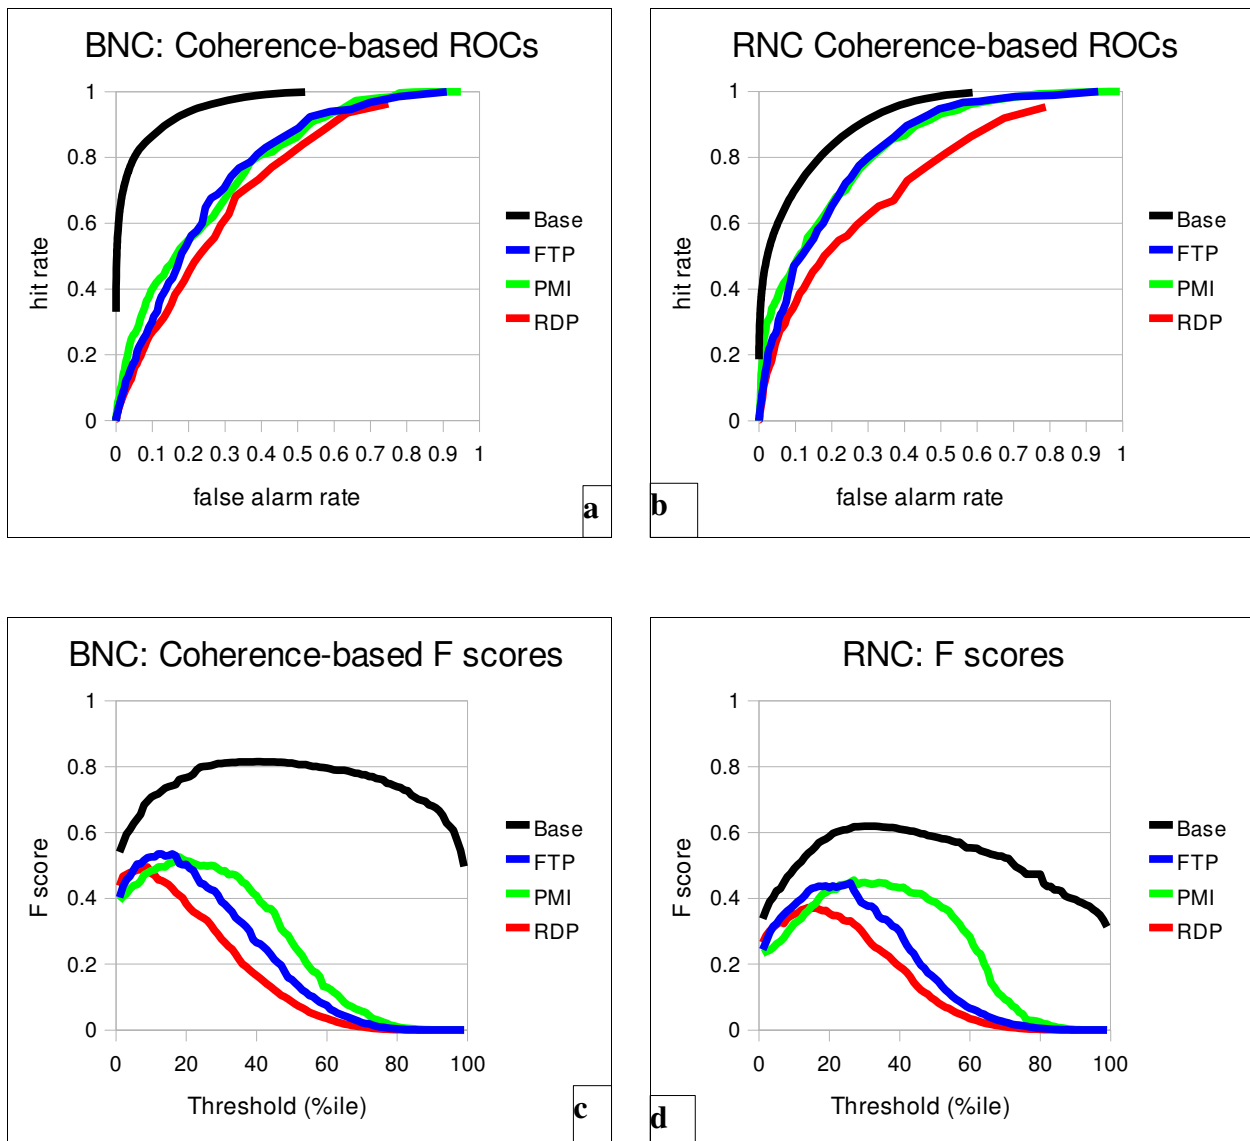 BNC: Coherence-based ROCs
1
0.8
0.6
0.4
0.2
0
hit rate
0 0.1 0.2 0.3 0.4 0.5 0.6 0.7 0.8 0.9 1
false alarm rate
Base
FTP
PMI
RDP
a
RNC Coherence-based ROCs
1
0.8
0.6
0.4
0.2
0
hit rate
0 0.1 0.2 0.3 0.4 0.5 0.6 0.7 0.8 0.9 1
false alarm rate
Base
FTP
PMI
RDP
b
BNC: Coherence-based F scores
1
0.8
0.6
0.4
0.2
0
F score
0 20 40 60 80 100
Threshold (%ile)
Base
FTP
PMI
RDP
c
RNC: F scores
1
0.8
0.6
0.4
0.2
0
F score
0 20 40 60 80 100
Threshold (%ile)
Base
FTP
PMI
RDP
d